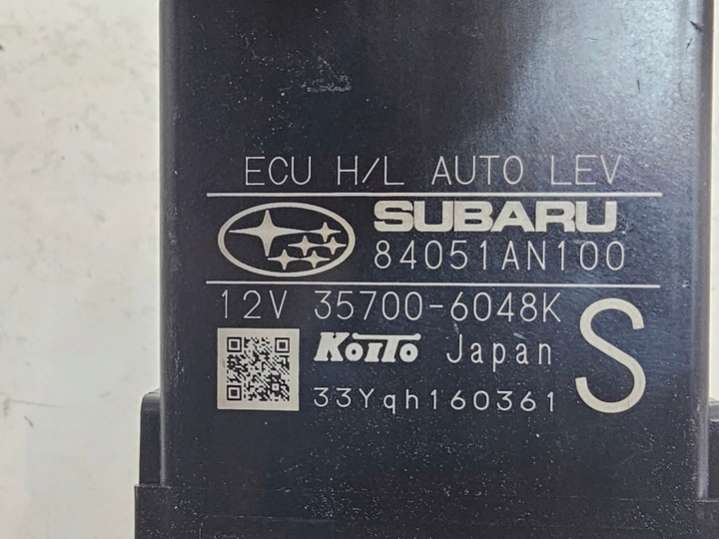 ECU H/L AUTO LEV
SUBARU
84051AN100
12V 35700-6048K
S
KoITo Japan
33Yqh160361